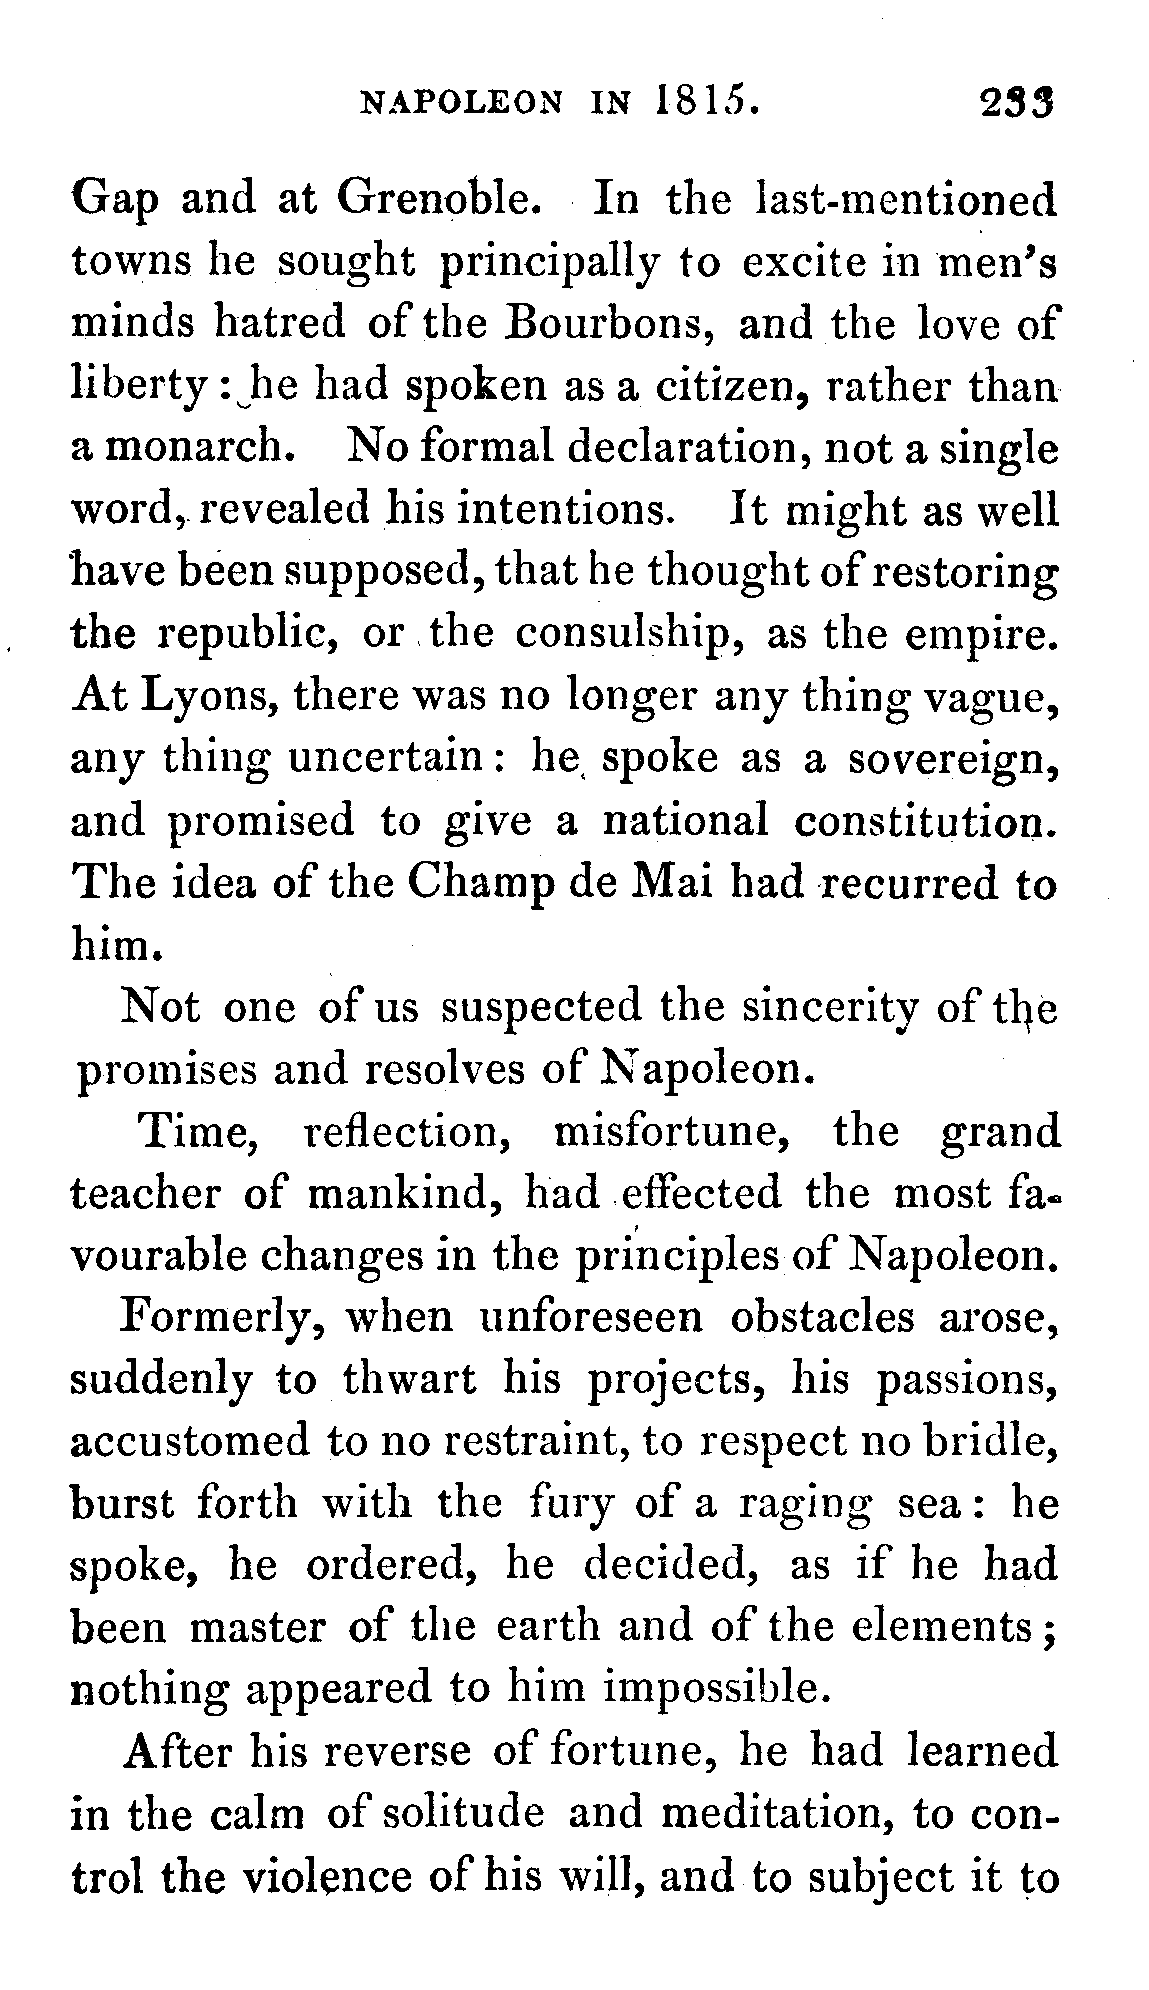 NAPOLEON IN 1815. 233
Gap and at Grenoble. In the last-mentioned
towns he sought principally to excite in men's
minds hatred of the Bourbons, and the love of
liberty : he had spoken as a citizen, rather than
a monarch. No formal declaration, not a single
word, revealed his intentions. It might as well
have been supposed, that he thought of restoring
the republic, or the consulship, as the empire.
At Lyons, there was no longer any thing vague,
any thing uncertain : he spoke as a sovereign,
and promised to give a national constitution.
The idea of the Champ de Mai had recurred to
him.
Not one of us suspected the sincerity of the
promises and resolves of Napoleon.
Time, reflection, misfortune, the grand
teacher of mankind, had effected the most fa-
vourable changes in the principles of Napoleon.
Formerly, when unforeseen obstacles arose,
suddenly to thwart his projects, his passions,
accustomed to no restraint, to respect no bridle,
burst forth with the fury of a raging sea : he
spoke, he ordered, he decided, as if he had
been master of the earth and of the elements ;
nothing appeared to him impossible.
After his reverse of fortune, he had learned
in the calm of solitude and meditation, to con-
trol the violence of his will, and to subject it to